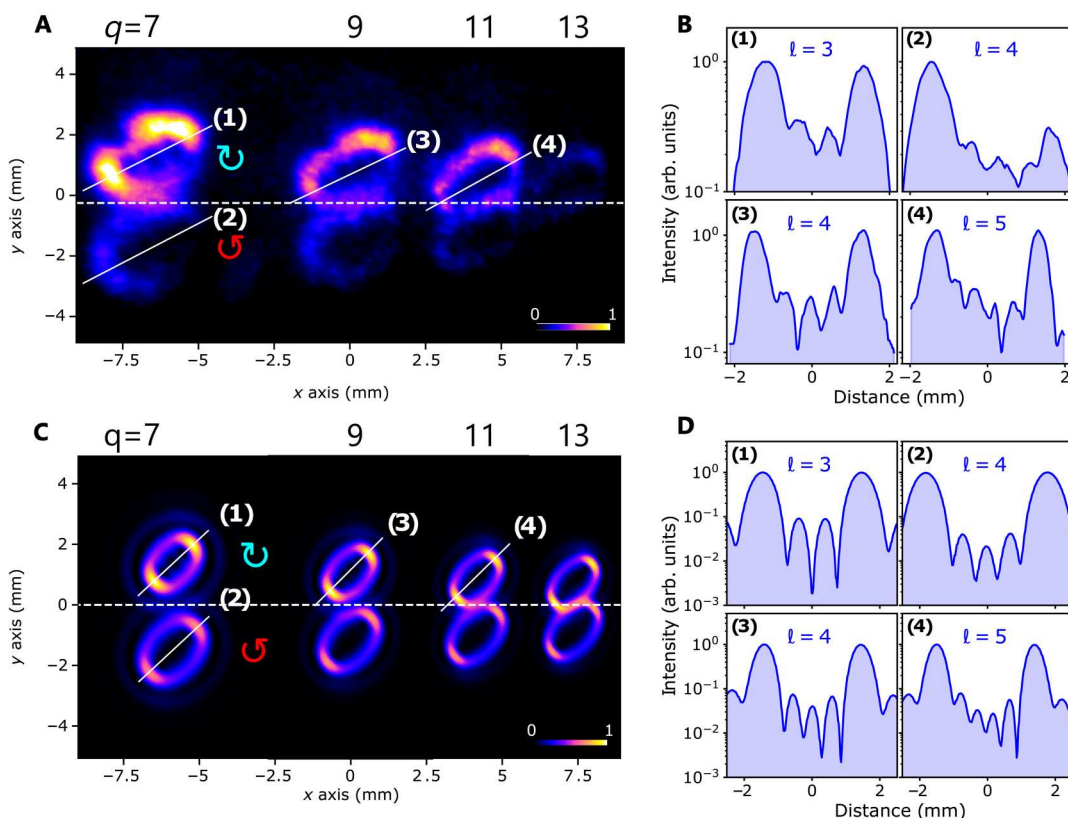 A q=7 9 11 13
4
(1)
2
(3)
(4)
0
(2)
−2
−4
0 1
y axis (mm)
−7.5 −5.0 −2.5 0 2.5 5.0 7.5
x axis (mm)
B
(1) ℓ = 3 (2) ℓ = 4
10⁰
10⁻¹
(3) ℓ = 4 (4) ℓ = 5
10⁰
10⁻¹
Intensity (arb. units)
−2 0 2 −2 0 2
Distance (mm)
C q=7 9 11 13
4
(1) (3) (4)
2
0
(2)
−2
−4
0 1
y axis (mm)
−7.5 −5.0 −2.5 0 2.5 5.0 7.5
x axis (mm)
D
(1) ℓ = 3 (2) ℓ = 4
10⁰
10⁻¹
10⁻²
10⁻³
(3) ℓ = 4 (4) ℓ = 5
10⁰
10⁻¹
10⁻²
10⁻³
Intensity (arb. units)
−2 0 2 −2 0 2
Distance (mm)